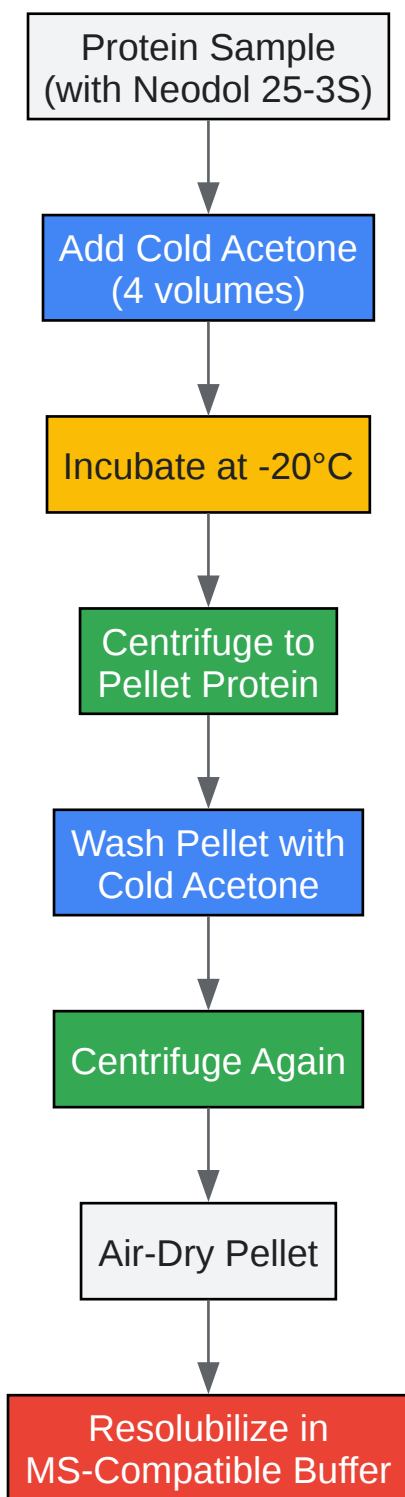 Protein Sample
(with Neodol 25-3S)
Add Cold Acetone
(4 volumes)
Incubate at -20°C
Centrifuge to
Pellet Protein
Wash Pellet with
Cold Acetone
Centrifuge Again
Air-Dry Pellet
Resolubilize in
MS-Compatible Buffer